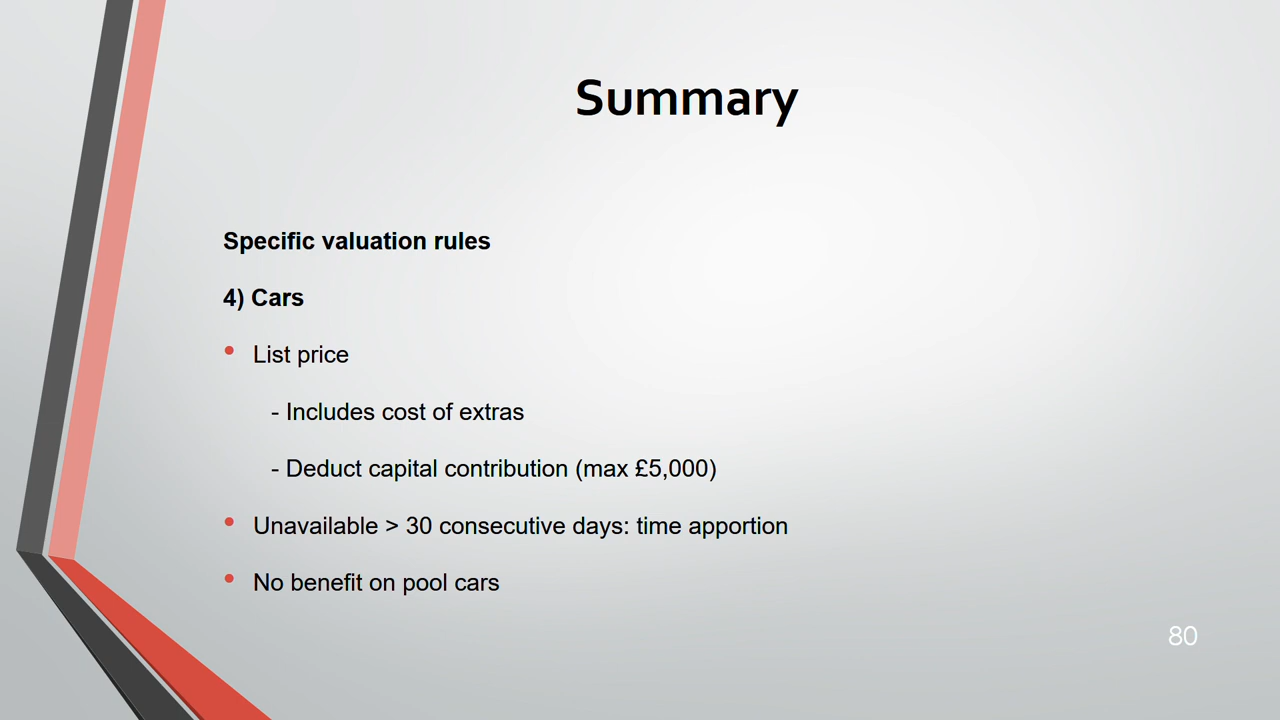 Summary
Specific valuation rules
4) Cars
• List price
- Includes cost of extras
- Deduct capital contribution (max £5,000)
• Unavailable > 30 consecutive days: time apportion
• No benefit on pool cars
80